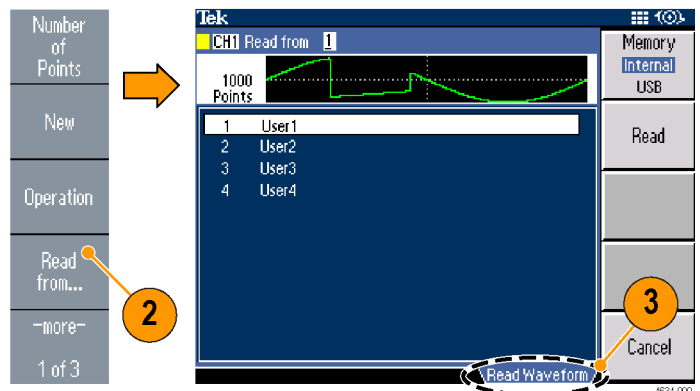 Number
of
Points
New
Operation
Read
from...
-more-
1 of 3
2
Tek
CH1 Read from 1
1000
Points
1 User1
2 User2
3 User3
4 User4
Memory
Internal
USB
Read
Cancel
3
Read Waveform